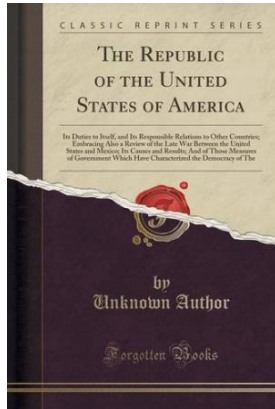 CLASSIC REPRINT SERIES
THE REPUBLIC
OF THE UNITED
STATES OF AMERICA
Its Duties to Itself, and Its Responsible Relations to Other Countries;
Embracing Also a Review of the Late War Between the United
States and Mexico; Its Causes and Results; And of Those Measures
of Government Which Have Characterized the Democracy of The
by
Unknown Author
Forgotten Books